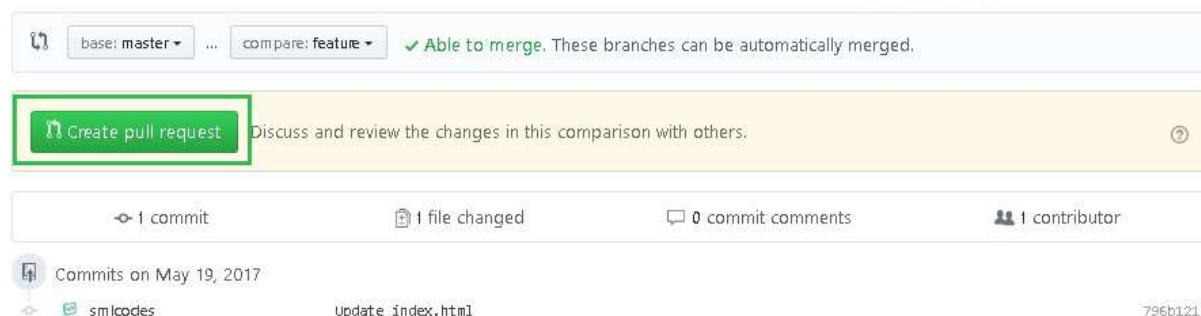 base: master ... compare: feature ✓ Able to merge. These branches can be automatically merged.
Create pull request Discuss and review the changes in this comparison with others.
1 commit 1 file changed 0 commit comments 1 contributor
Commits on May 19, 2017
smlcodes Update index.html 796b121